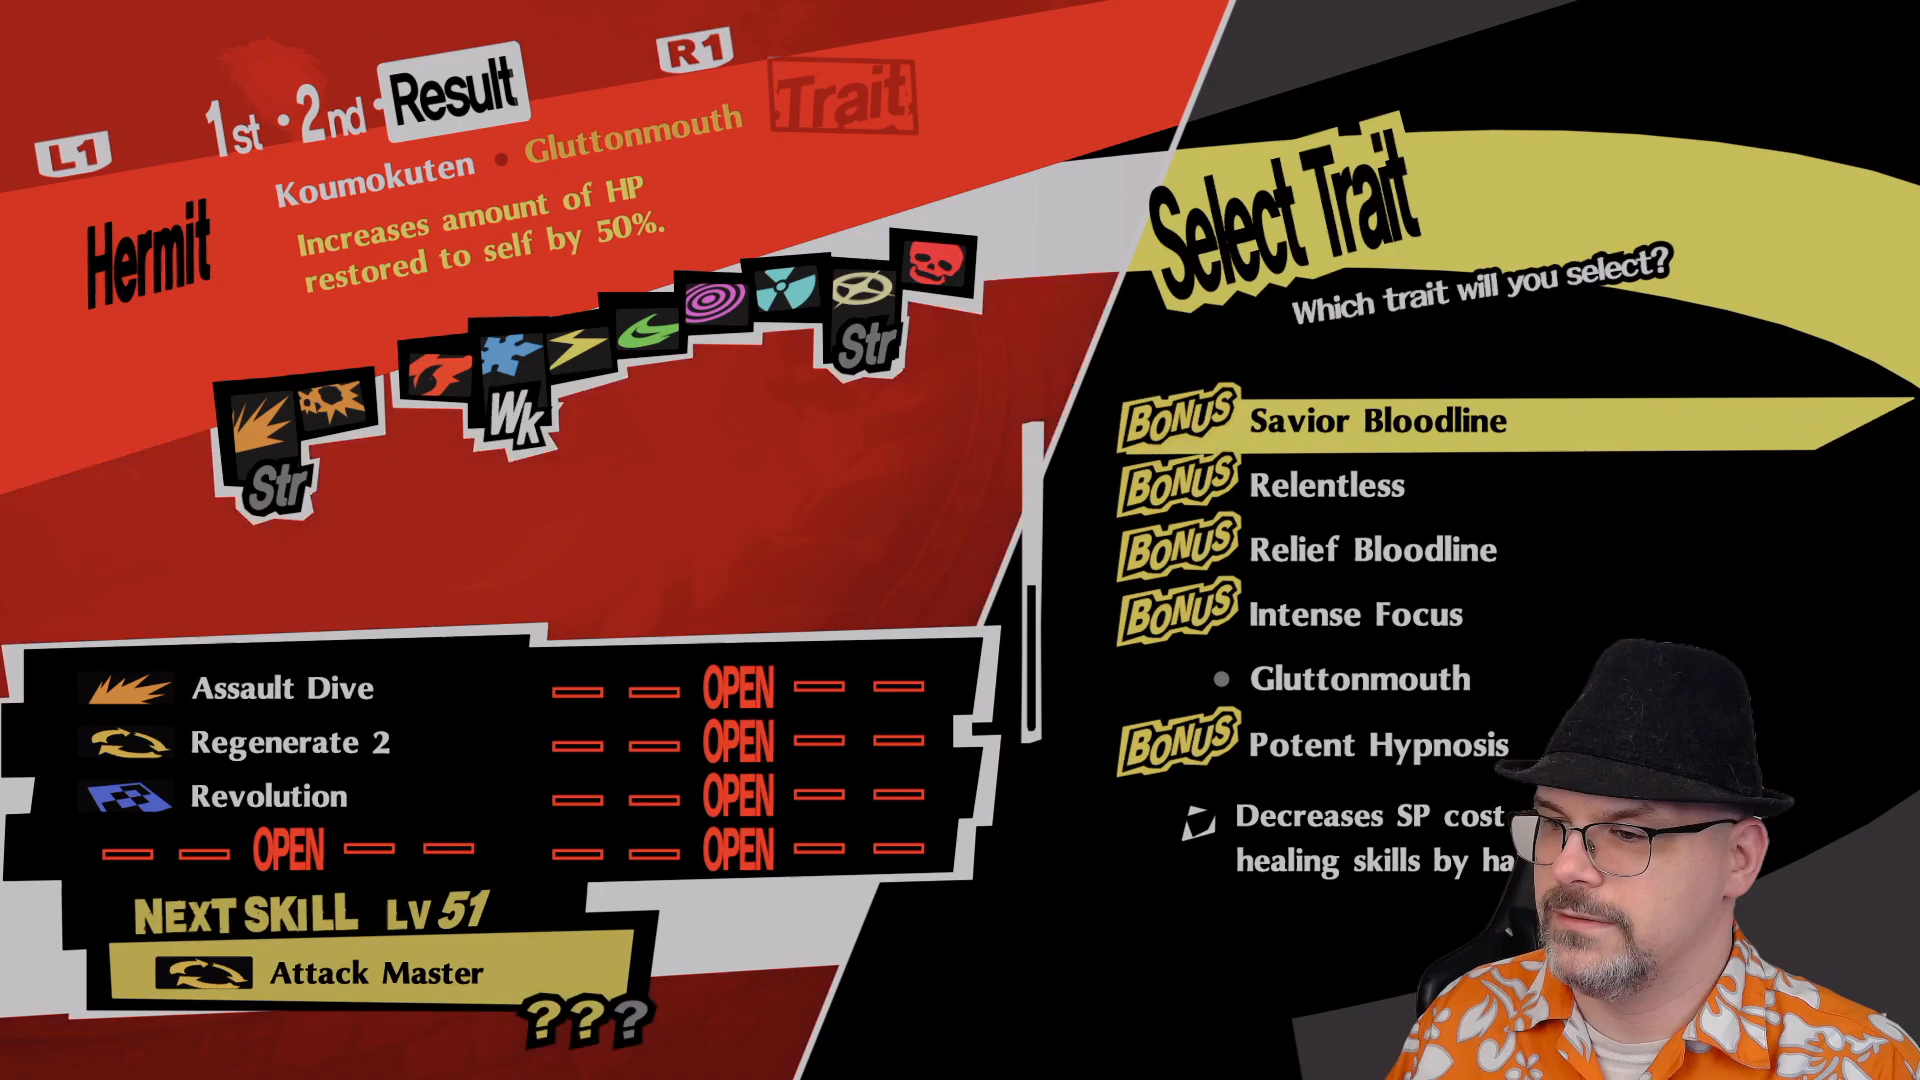 L1
1st • 2nd • Result
R1
Trait
Hermit
Koumokuten • Gluttonmouth
Increases amount of HP
restored to self by 50%.
Str
Wk
Str
Assault Dive
OPEN
Regenerate 2
OPEN
Revolution
OPEN
OPEN
OPEN
NEXT SKILL LV 51
Attack Master
???
Select Trait
Which trait will you select?
BONUS Savior Bloodline
BONUS Relentless
BONUS Relief Bloodline
BONUS Intense Focus
• Gluttonmouth
BONUS Potent Hypnosis
Decreases SP cost
healing skills by